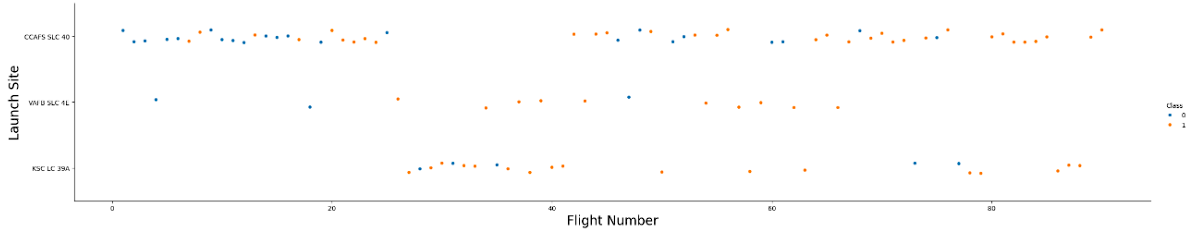 Launch Site
CCAFS SLC 40
VAFB SLC 4E
KSC LC 39A
0
20
40
60
80
Flight Number
Class
0
1